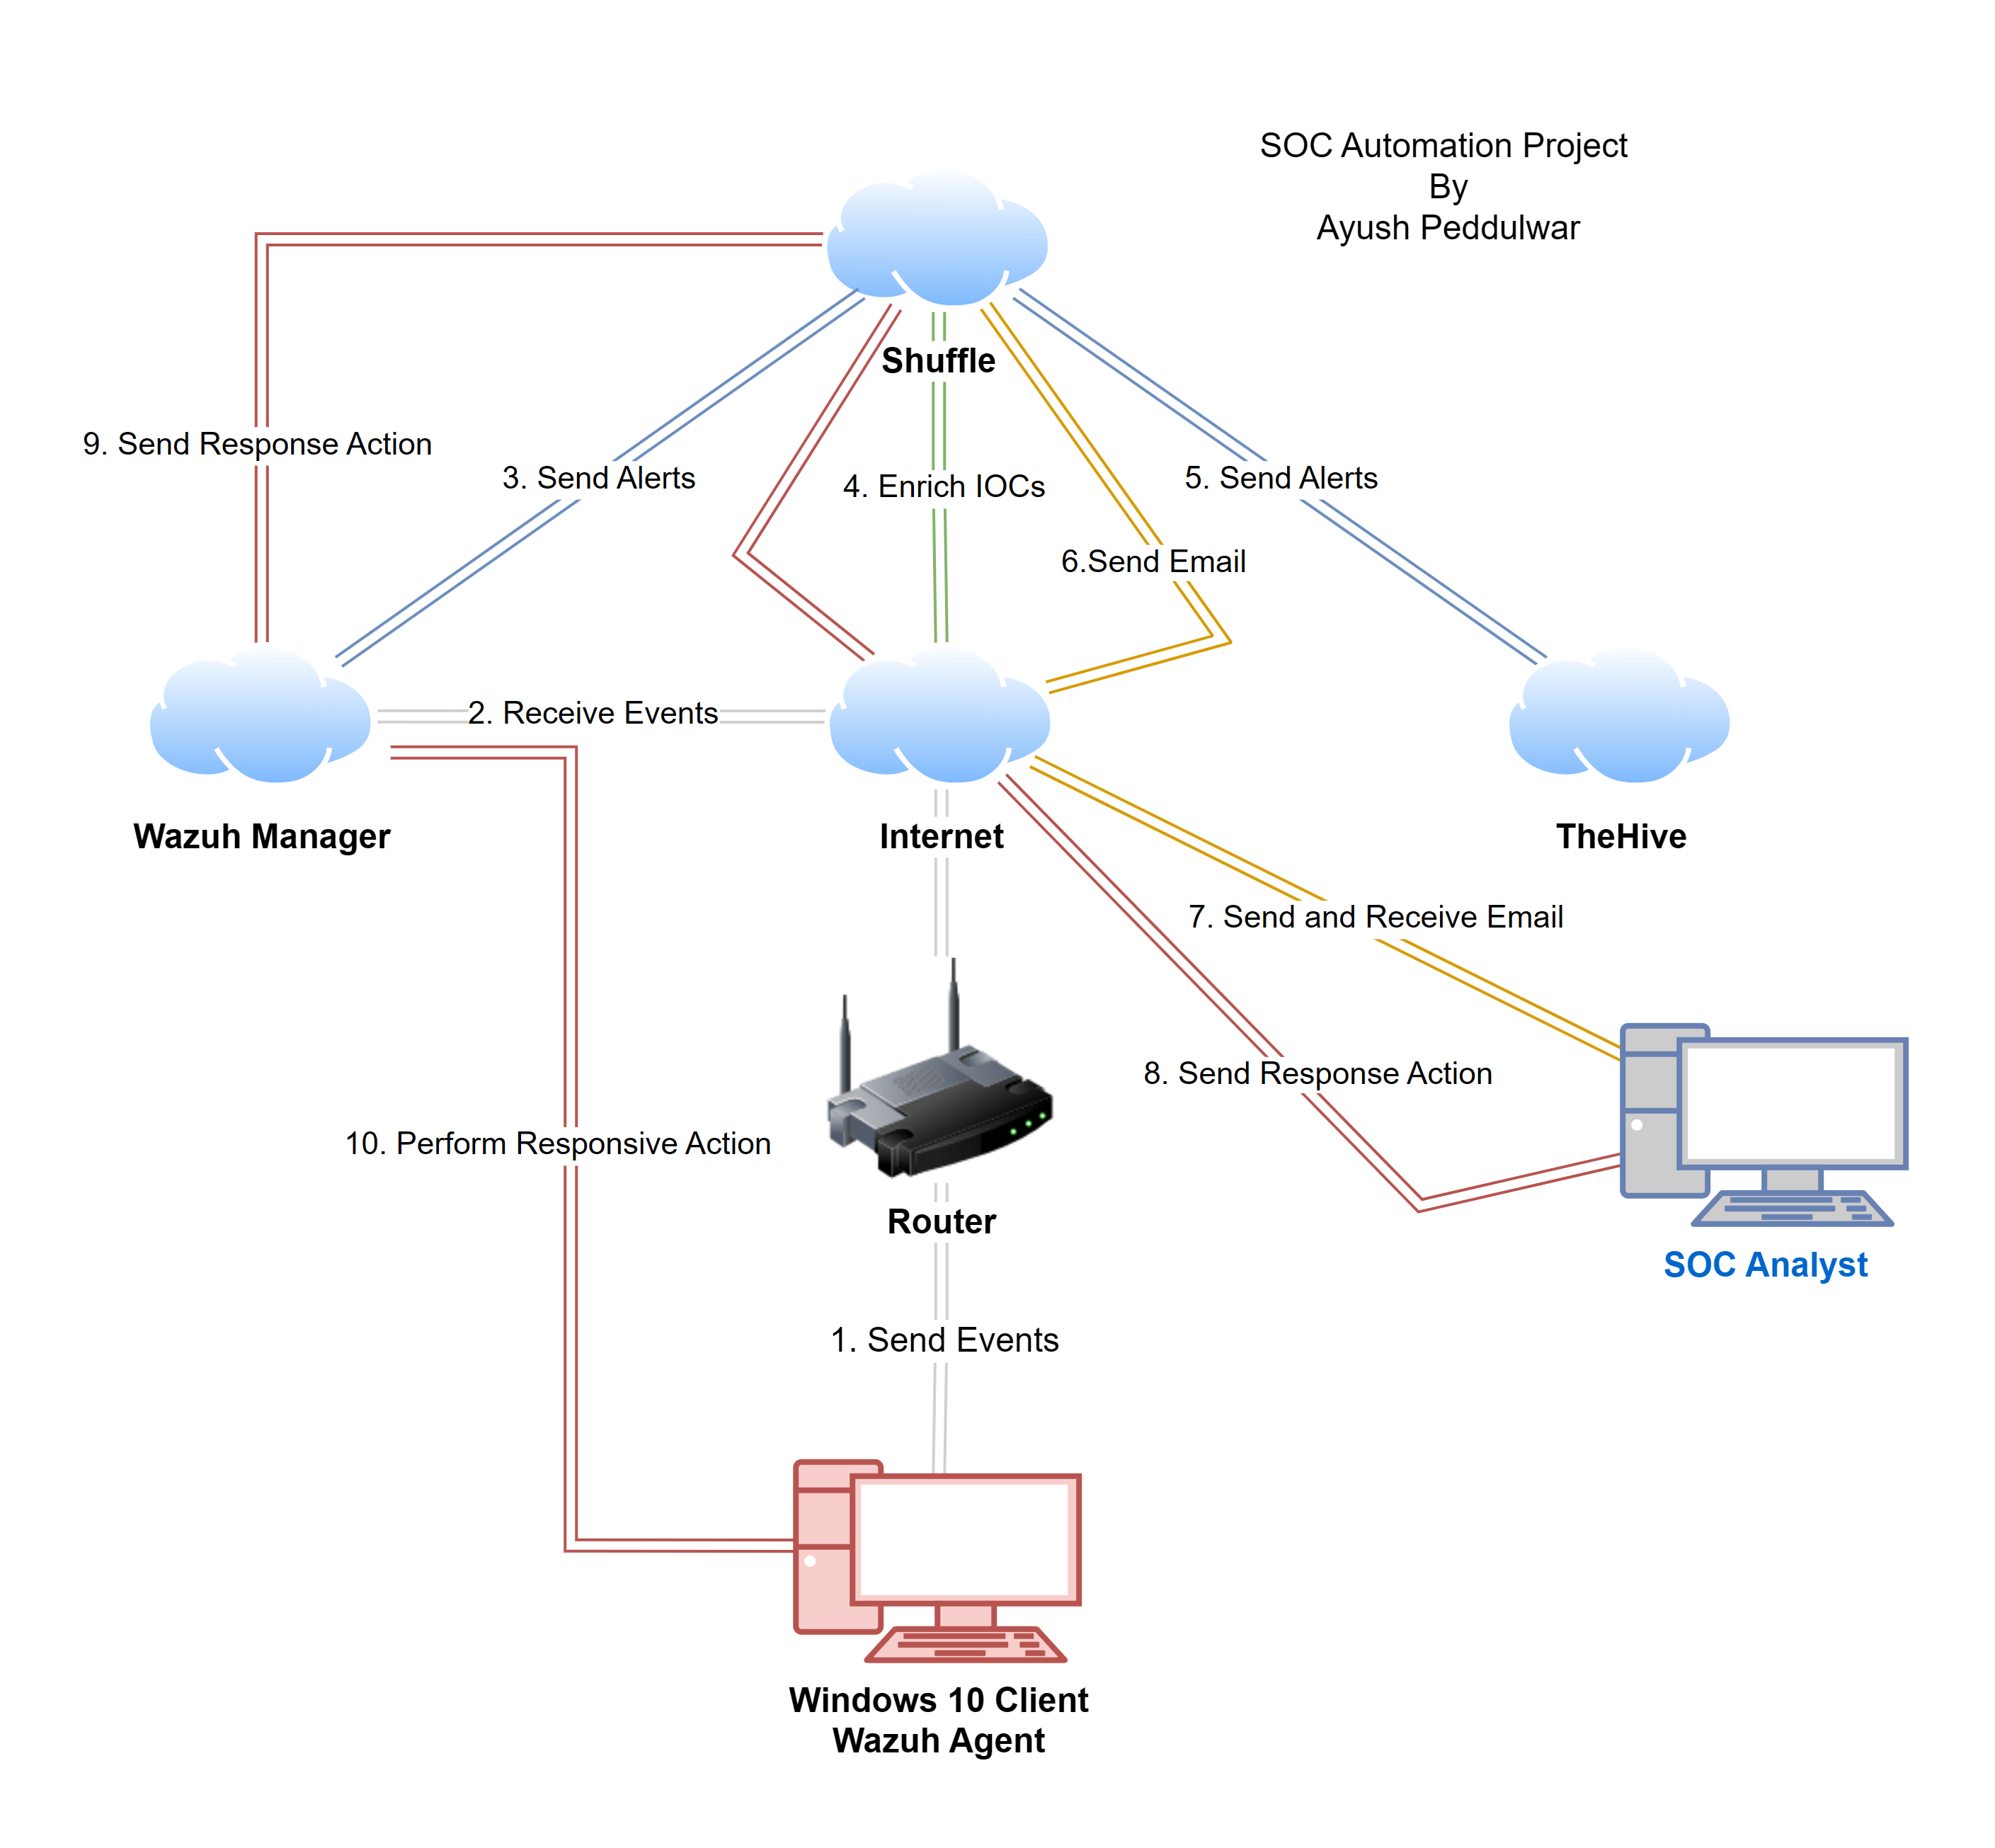 SOC Automation Project
By
Ayush Peddulwar
Shuffle
9. Send Response Action
3. Send Alerts
4. Enrich IOCs
5. Send Alerts
6.Send Email
2. Receive Events
Wazuh Manager
Internet
TheHive
7. Send and Receive Email
8. Send Response Action
10. Perform Responsive Action
Router
SOC Analyst
1. Send Events
Windows 10 Client
Wazuh Agent